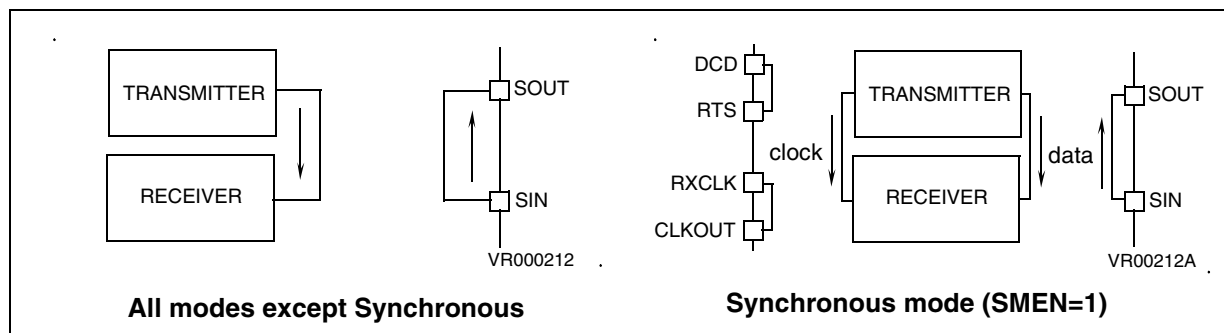 TRANSMITTER
RECEIVER
SOUT
SIN
VR000212
All modes except Synchronous
DCD
RTS
RXCLK
CLKOUT
clock
TRANSMITTER
RECEIVER
data
SOUT
SIN
VR00212A
Synchronous mode (SMEN=1)